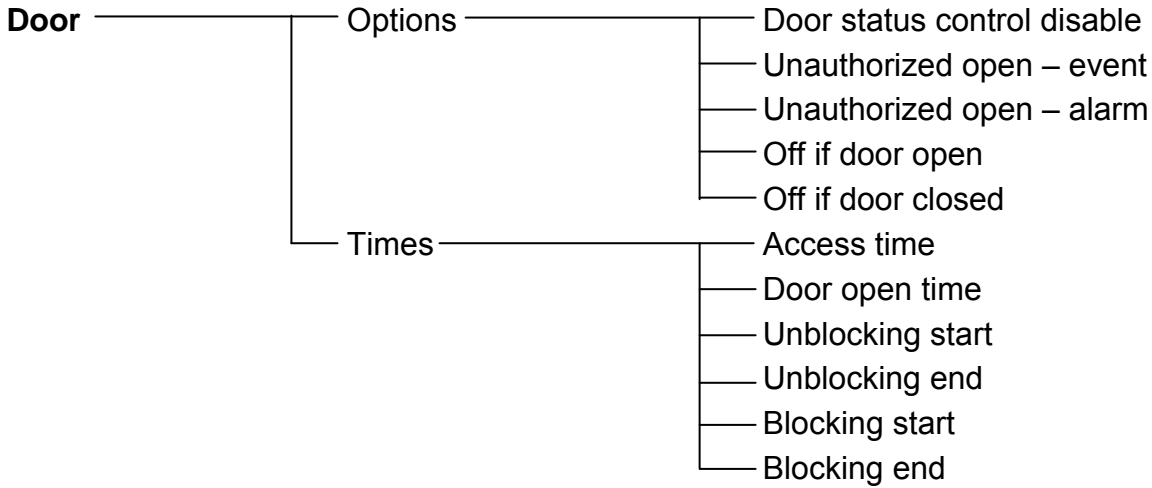 Door Options Door status control disable
Unauthorized open – event
Unauthorized open – alarm
Off if door open
Off if door closed
Times Access time
Door open time
Unblocking start
Unblocking end
Blocking start
Blocking end